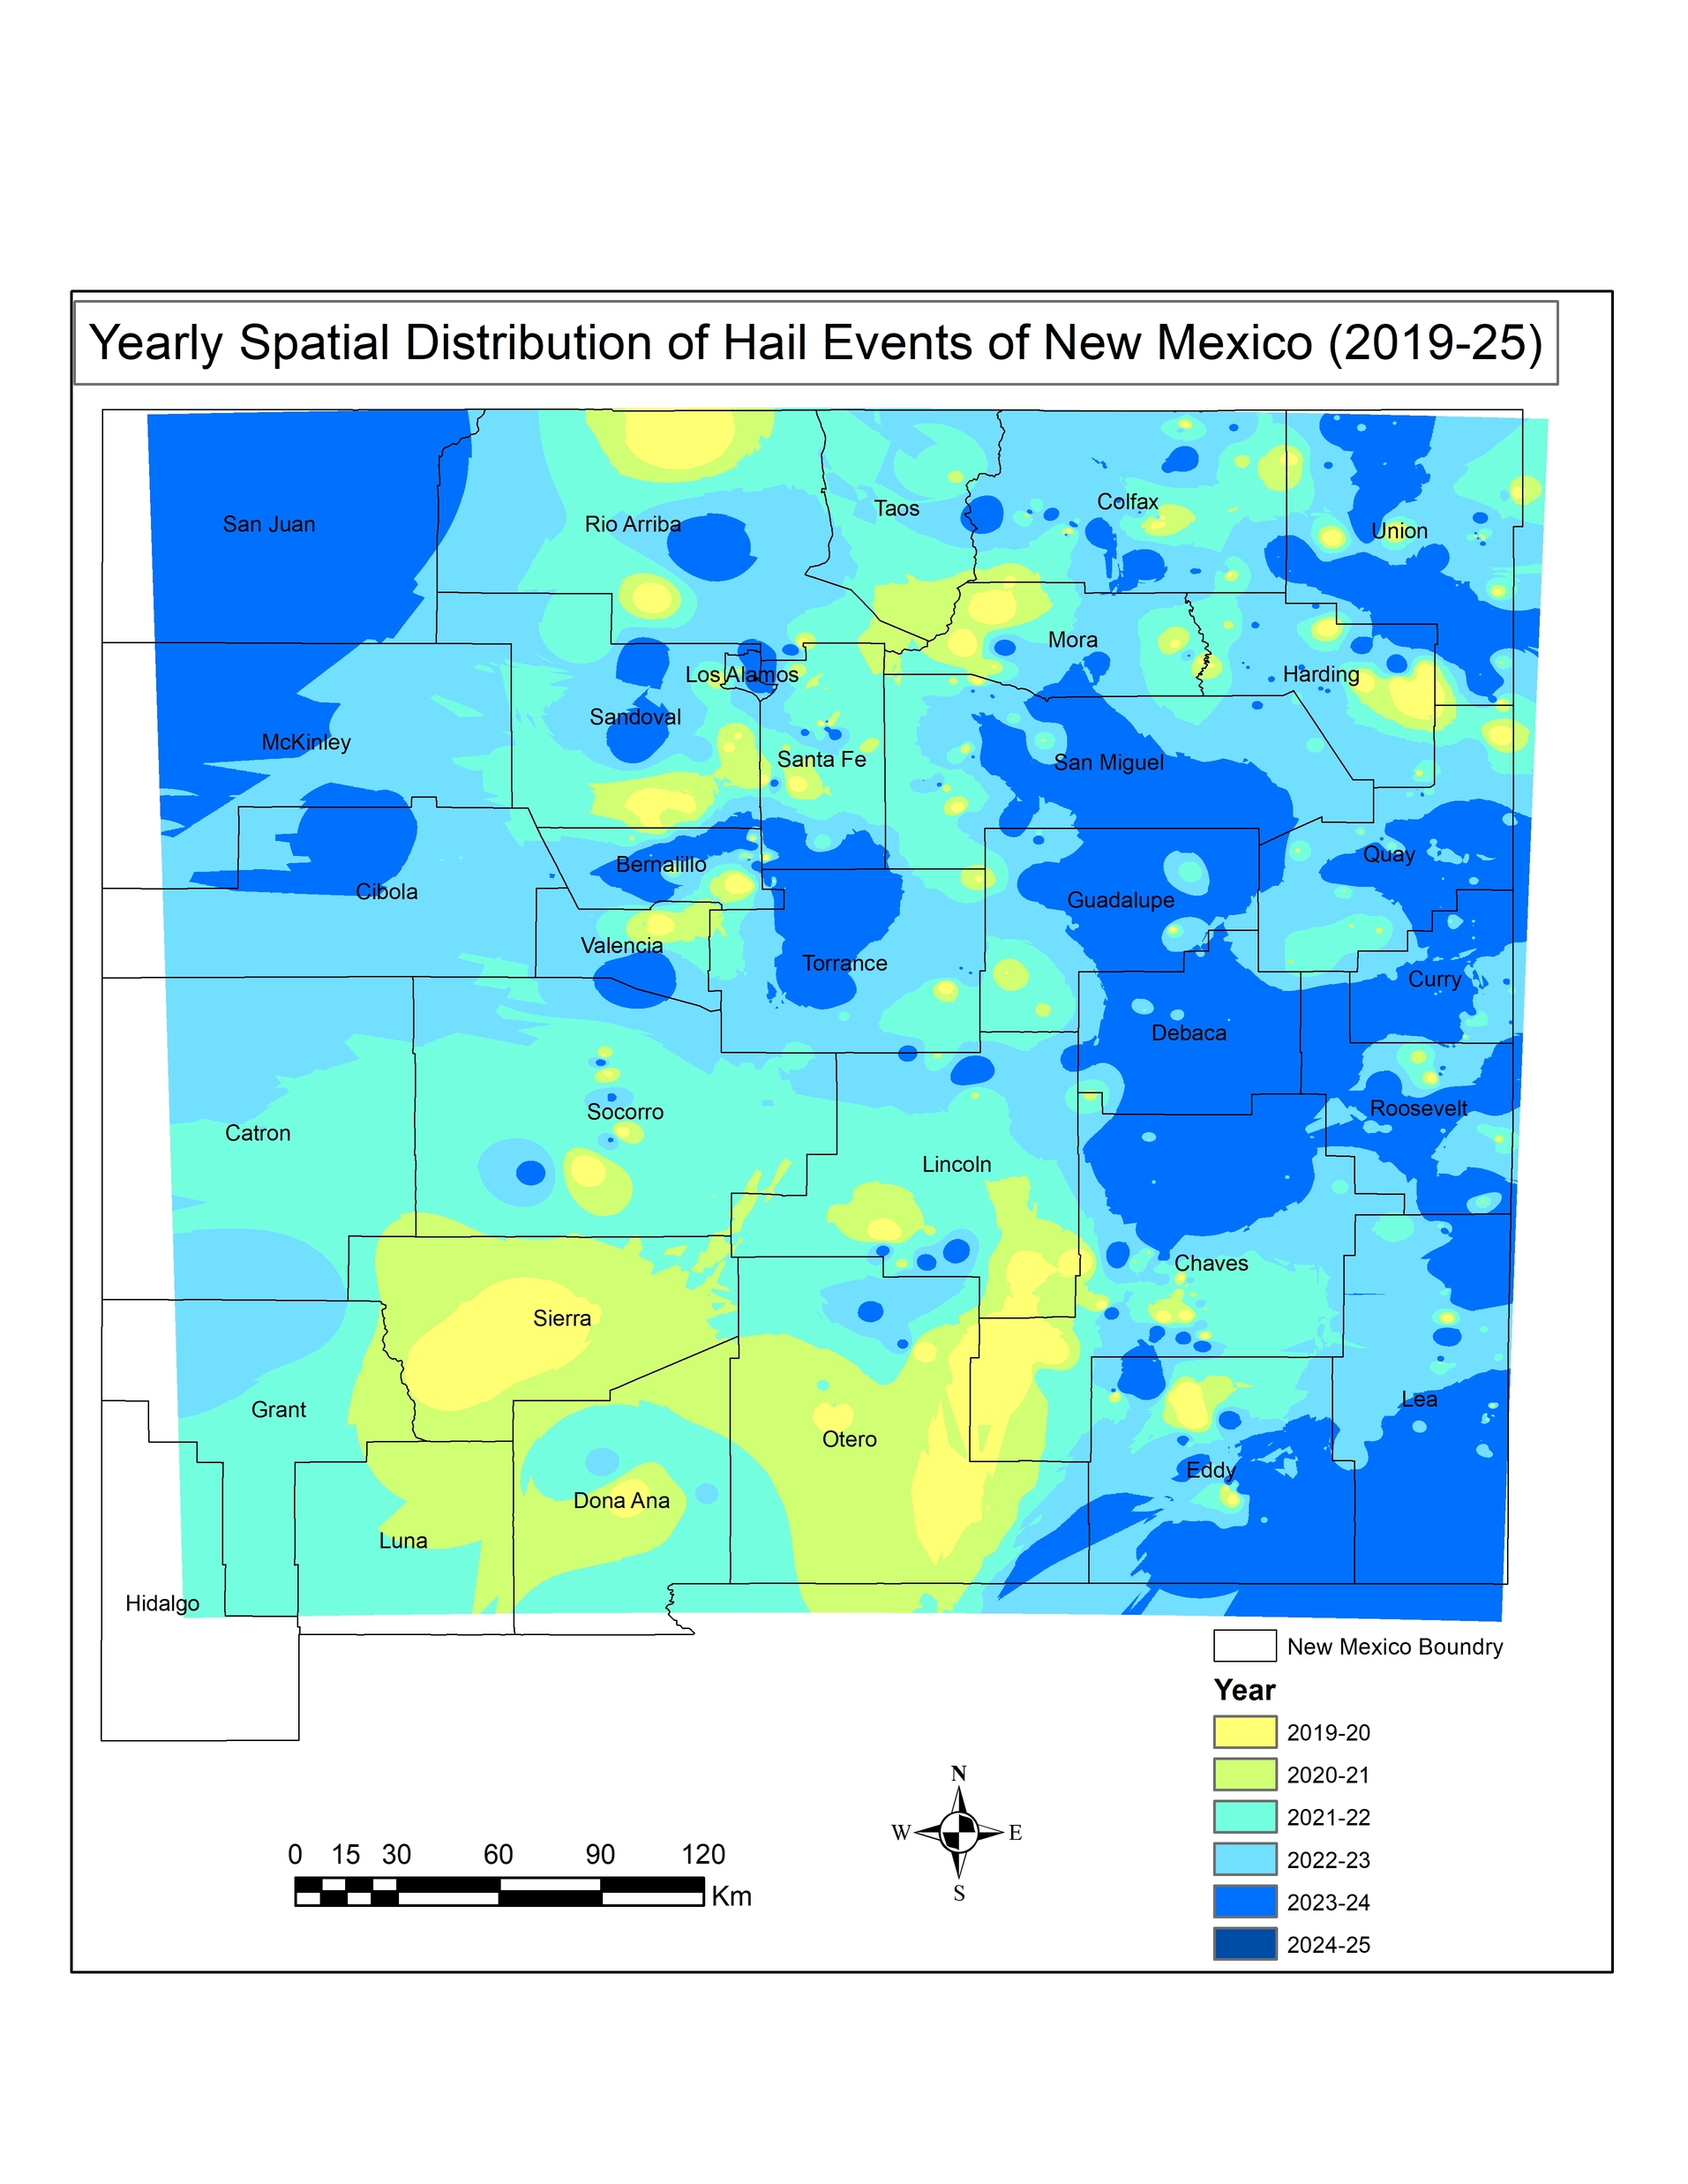 Yearly Spatial Distribution of Hail Events of New Mexico (2019-25)
San Juan
Rio Arriba
Taos
Colfax
Union
Mora
Los Alamos
Harding
Sandoval
McKinley
Santa Fe
San Miguel
Bernalillo
Quay
Cibola
Guadalupe
Valencia
Torrance
Curry
Debaca
Socorro
Roosevelt
Catron
Lincoln
Chaves
Sierra
Lea
Grant
Otero
Eddy
Dona Ana
Luna
Hidalgo
New Mexico Boundry
Year
2019-20
2020-21
2021-22
2022-23
2023-24
2024-25
N
W E
S
0 15 30 60 90 120
Km